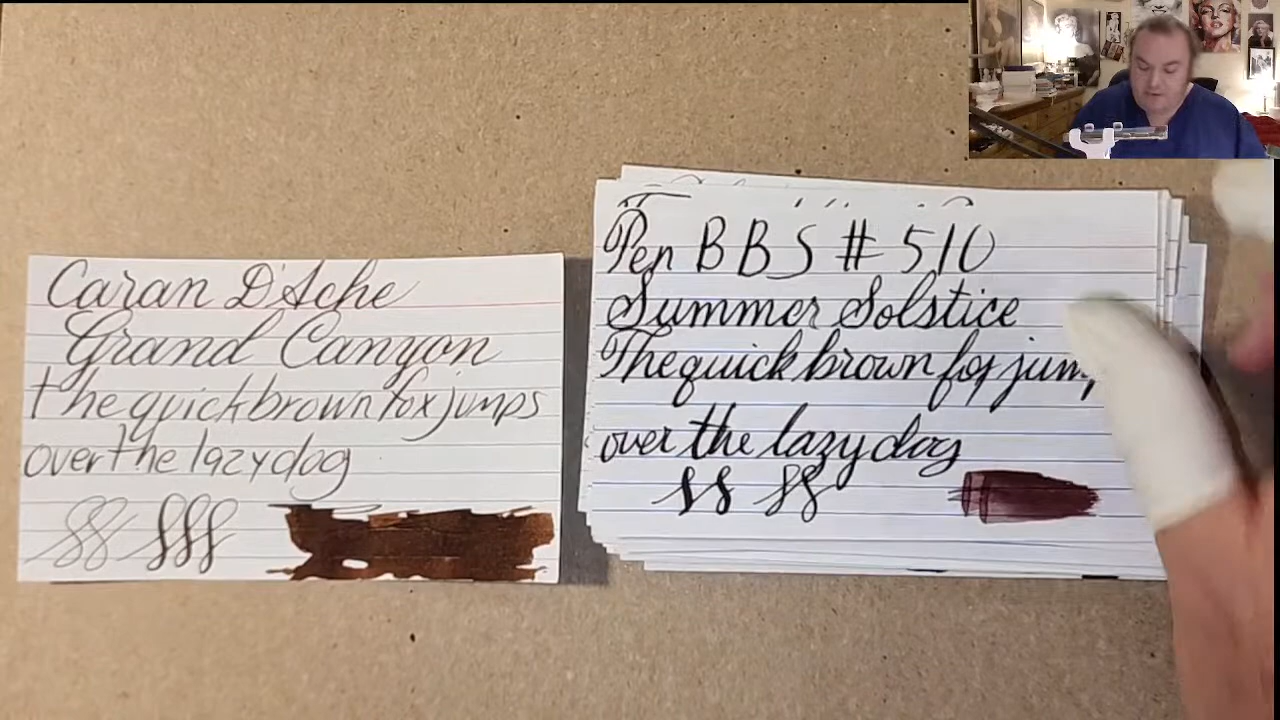 Caran D'Ache
Grand Canyon
the quick brown fox jumps
over the lazy dog
Pen BBS # 510
Summer Solstice
The quick brown fox jump
over the lazy dog